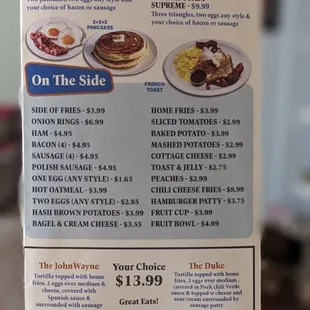 your choice of bacon or sausage
SUPREME - $9.99
Three triangles, two eggs any style &
your choice of bacon or sausage
2+2+2
PANCAKES
FRENCH
TOAST
On The Side
SIDE OF FRIES - $3.99
ONION RINGS - $6.99
HAM - $4.95
BACON (4) - $4.95
SAUSAGE (4) - $4.95
POLISH SAUSAGE - $4.95
ONE EGG (ANY STYLE) - $1.65
HOT OATMEAL - $3.99
TWO EGGS (ANY STYLE) - $2.85
HASH BROWN POTATOES - $3.99
BAGEL & CREAM CHEESE - $3.55
HOME FRIES - $3.99
SLICED TOMATOES - $2.99
BAKED POTATO - $3.99
MASHED POTATOES - $2.99
COTTAGE CHEESE - $2.99
TOAST & JELLY - $2.75
PEACHES - $2.99
CHILI CHEESE FRIES - $8.99
HAMBURGER PATTY - $3.75
FRUIT CUP - $3.99
FRUIT BOWL - $4.99
The JohnWayne
Tortilla topped with home
fries, 2 eggs over medium &
cheese, covered with
Spanish sauce &
surrounded with sausage
Your Choice
$13.99
Great Eats!
The Duke
Tortilla topped with home
fries, 2 eggs over medium,
covered in Pork chili Verde
sauce & topped w cheese and
sour cream surrounded by
sausage patty